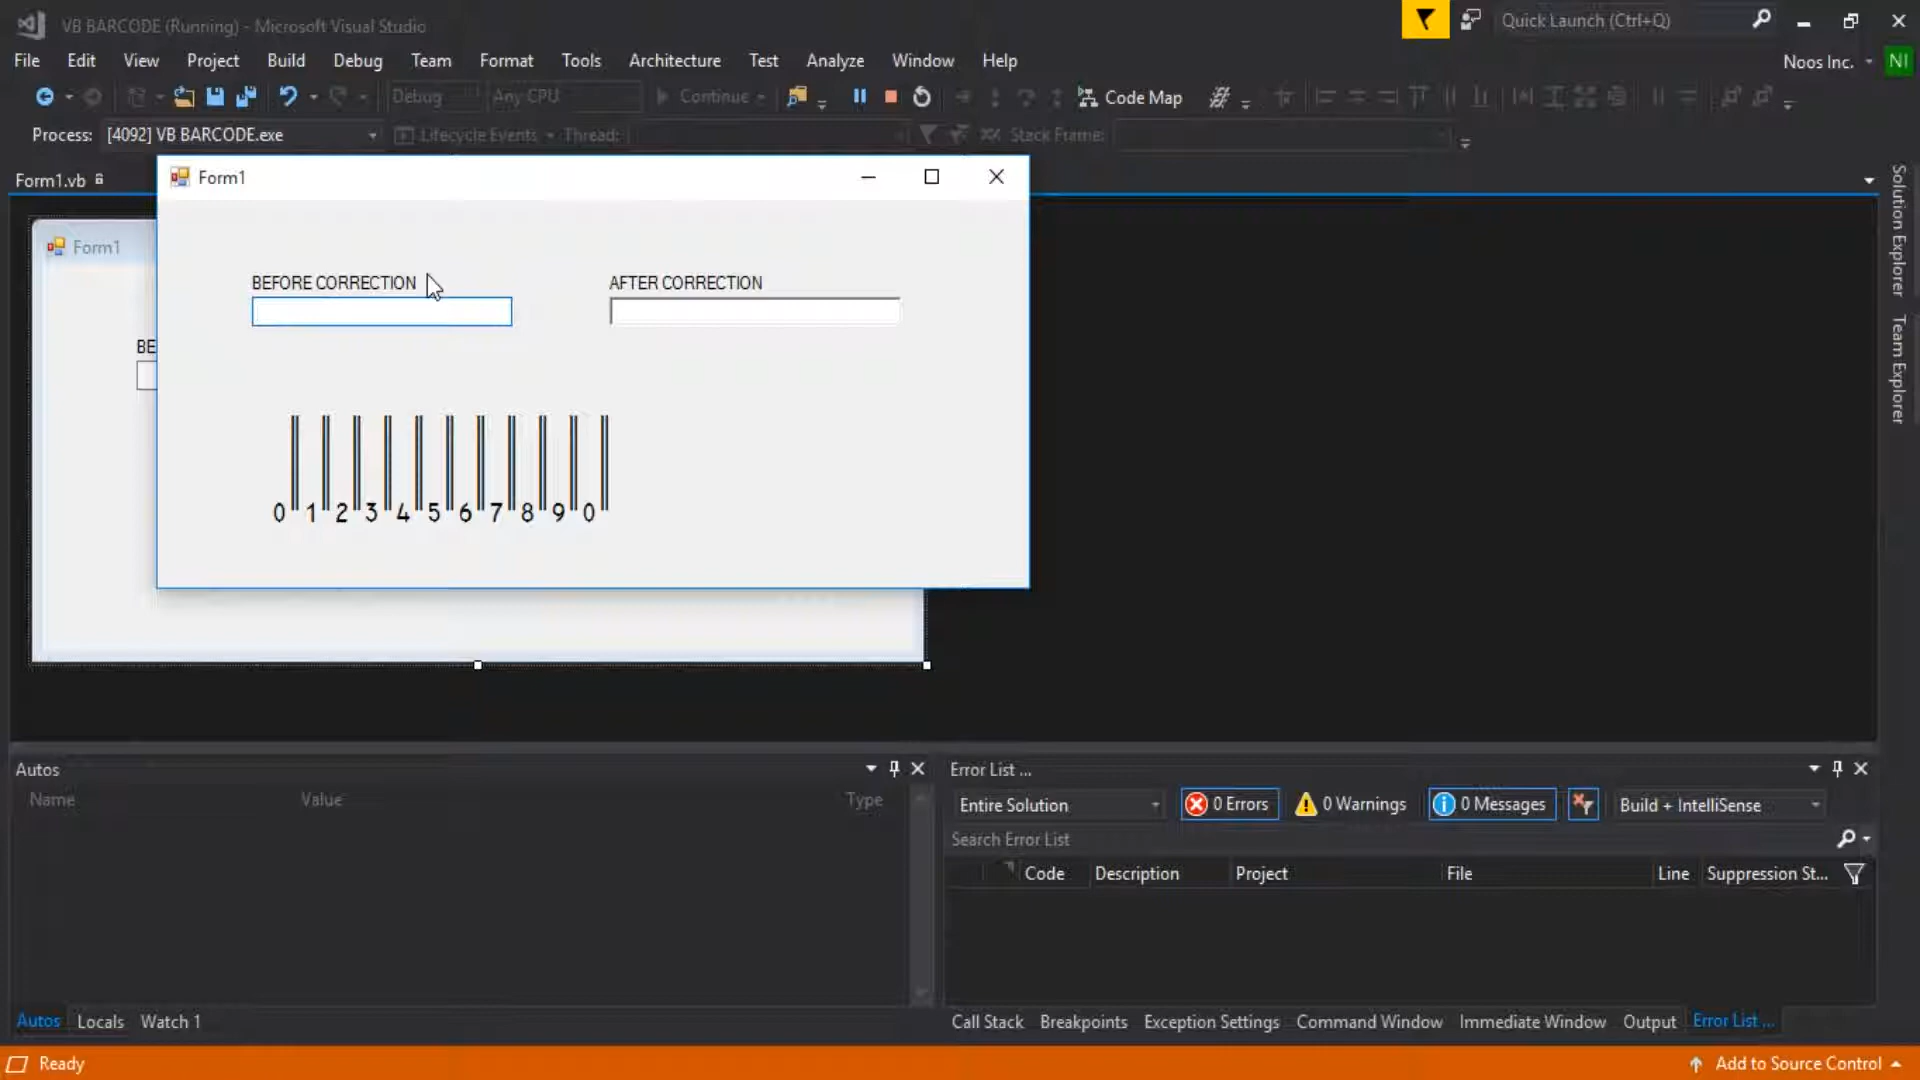 VB BARCODE (Running) - Microsoft Visual Studio
Quick Launch (Ctrl+Q)
File Edit View Project Build Debug Team Format Tools Architecture Test Analyze Window Help
Noos Inc.
NI
Debug Any CPU Continue Code Map
Process: [4092] VB BARCODE.exe Lifecycle Events Thread: Stack Frame:
Form1.vb
Form1
Form1
BE
BEFORE CORRECTION
AFTER CORRECTION
0 1 2 3 4 5 6 7 8 9 0
Solution Explorer
Team Explorer
Autos
Name Value Type
Autos Locals Watch 1
Error List ...
Entire Solution 0 Errors 0 Warnings 0 Messages Build + IntelliSense
Search Error List
Code Description Project File Line Suppression St...
Call Stack Breakpoints Exception Settings Command Window Immediate Window Output Error List ...
Ready
Add to Source Control